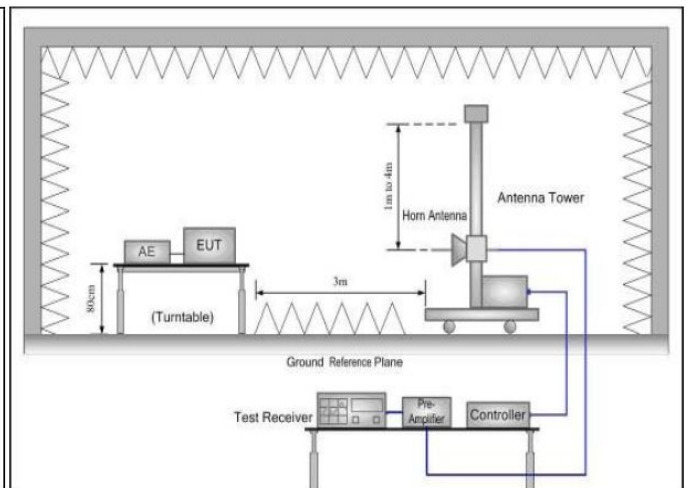 1m to 4m
Horn Antenna
Antenna Tower
AE
EUT
80cm
(Turntable)
3m
Ground Reference Plane
Test Receiver
Pre-
Amplifier
Controller